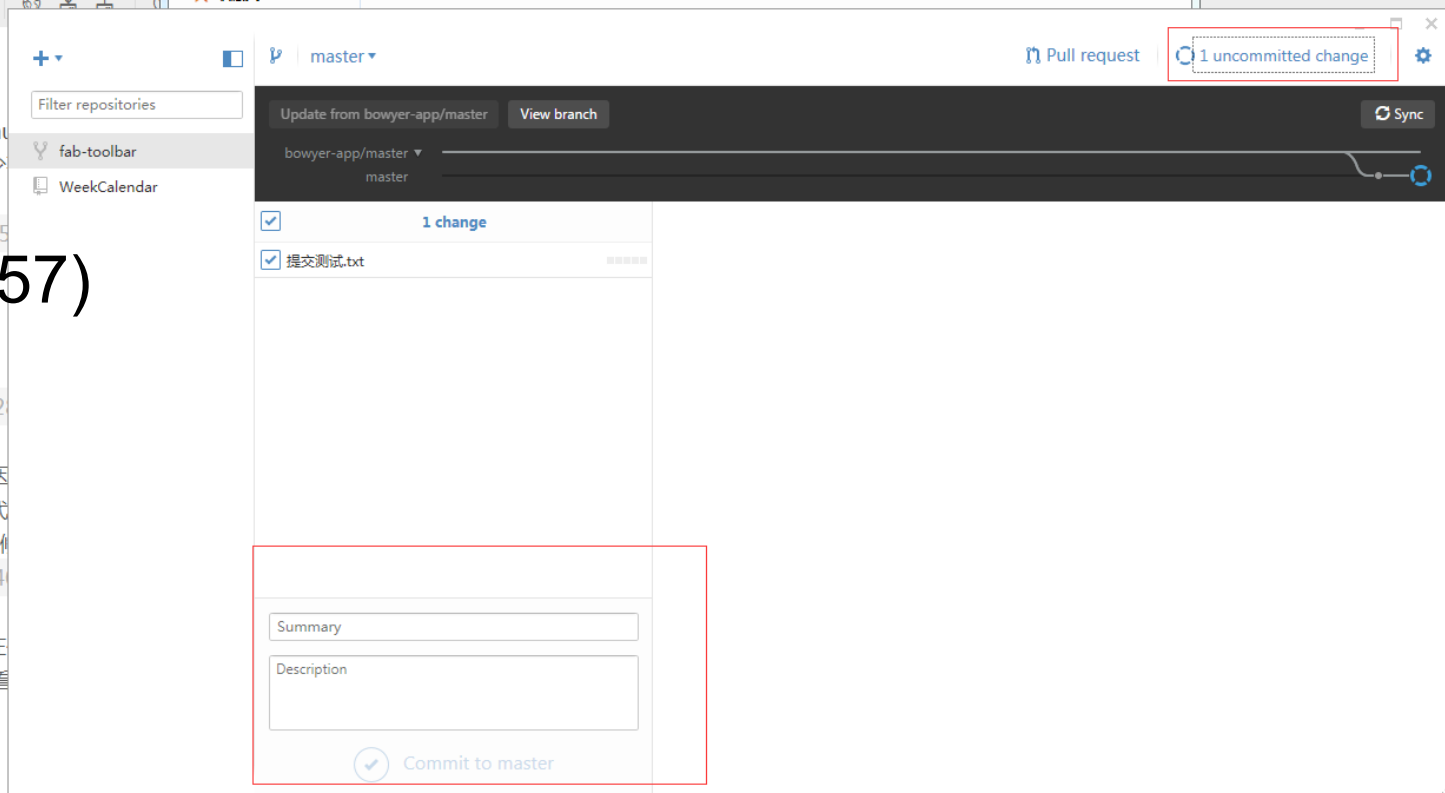 master
Pull request
1 uncommitted change
Filter repositories
Update from bowyer-app/master
View branch
Sync
fab-toolbar
bowyer-app/master
WeekCalendar
master
1 change
提交测试.txt
57)
Summary
Description
Commit to master